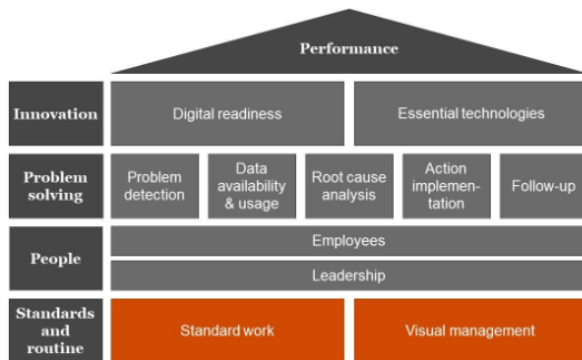 Performance
Innovation
Digital readiness
Essential technologies
Problem
solving
Problem
detection
Data
availability
& usage
Root cause
analysis
Action
implemen-
tation
Follow-up
People
Employees
Leadership
Standards
and
routine
Standard work
Visual management